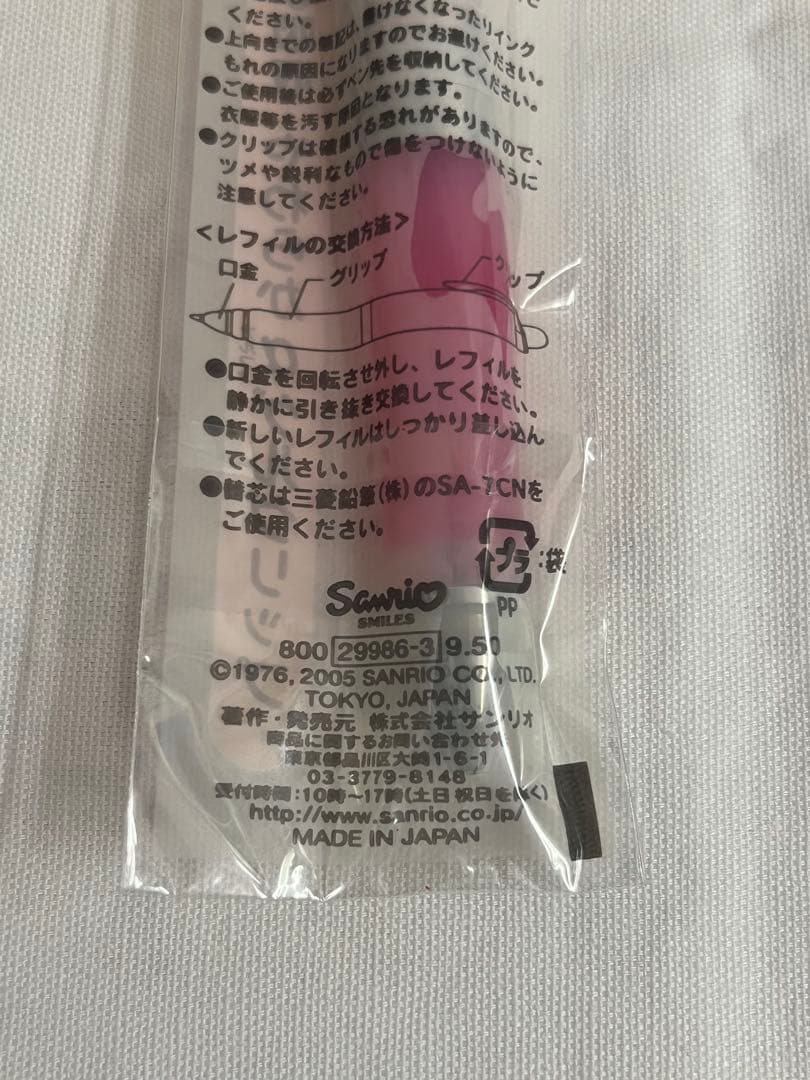 ください。
●上向きでの筆記は、書けなくなったりインク
もれの原因になりますのでお避けください。
●ご使用後は必ずペン先を収納してください。
衣服等を汚す原因となります。
●クリップは破損する恐れがありますので、
ツメや鋭利なもので傷をつけないように
注意してください。
<レフィルの交換方法>
口金 グリップ クリップ
●口金を回転させ外し、レフィルを
静かに引き抜き交換してください。
●新しいレフィルはしっかり差し込ん
でください。
●替芯は三菱鉛筆(株)のSA-7CNを
ご使用ください。
プラ:袋
PP
Sanrio
SMILES
800 29986-3 9.50
©1976, 2005 SANRIO CO., LTD.
TOKYO, JAPAN
著作・発売元 株式会社サンリオ
商品に関するお問い合わせ先
東京都品川区大崎1-6-1
03-3779-8148
受付時間:10時~17時(土日祝日を除く)
http://www.sanrio.co.jp/
MADE IN JAPAN